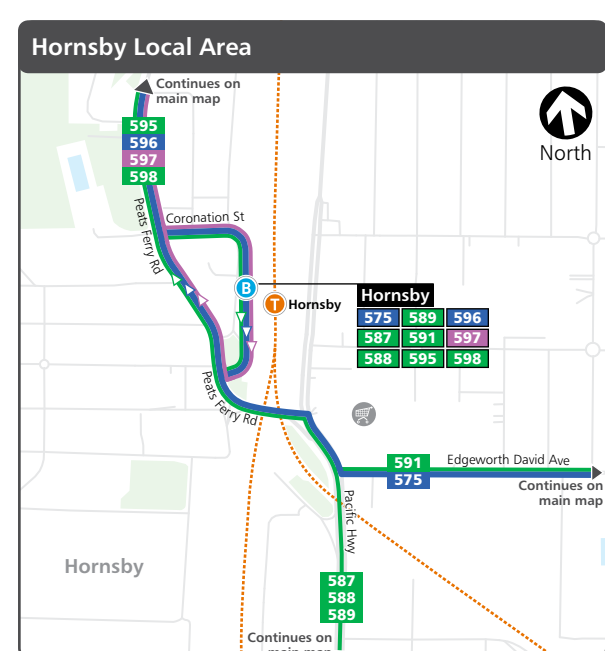 Hornsby Local Area
Continues on
main map
595
596
597
598
North
Coronation St
Peats Ferry Rd
B
T Hornsby
Hornsby
575 589 596
587 591 597
588 595 598
Peats Ferry Rd
591
575
Edgeworth David Ave
Continues on
main map
Pacific Hwy
Hornsby
587
588
589
Continues on
main map